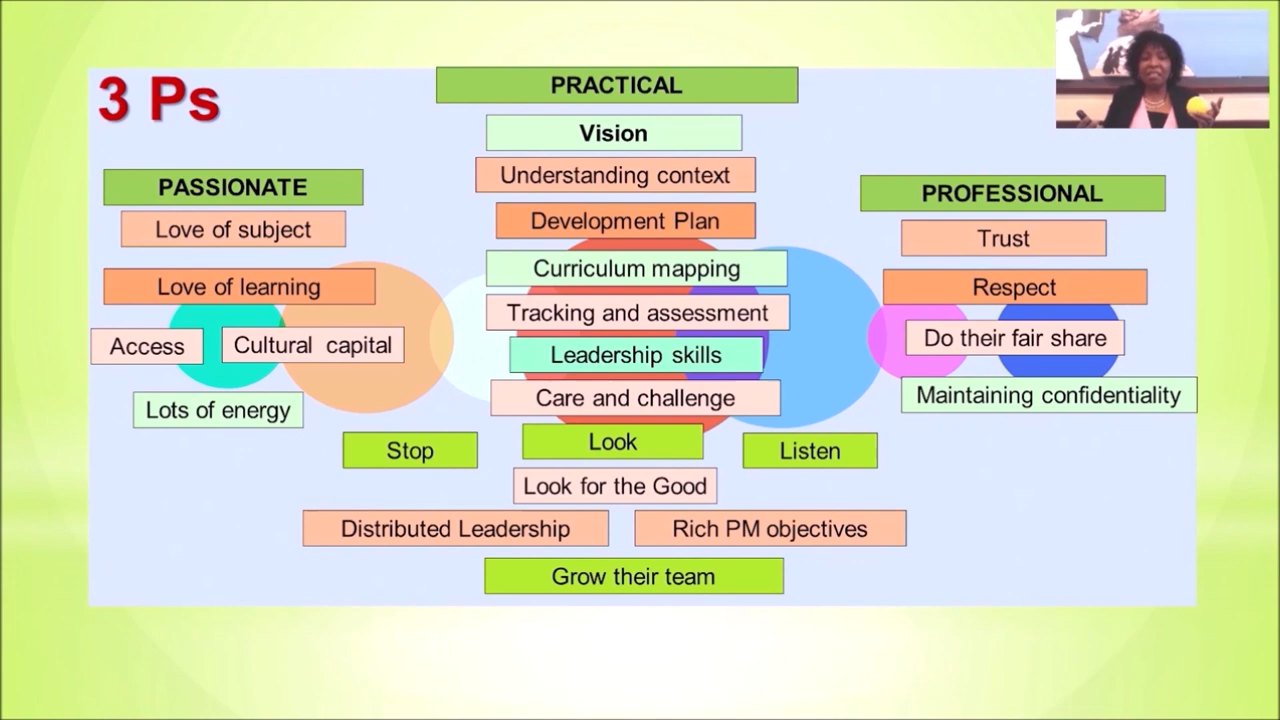 3 Ps
PASSIONATE
Love of subject
Love of learning
Access
Cultural capital
Lots of energy
PRACTICAL
Vision
Understanding context
Development Plan
Curriculum mapping
Tracking and assessment
Leadership skills
Care and challenge
PROFESSIONAL
Trust
Respect
Do their fair share
Maintaining confidentiality
Stop
Look
Listen
Look for the Good
Distributed Leadership
Rich PM objectives
Grow their team